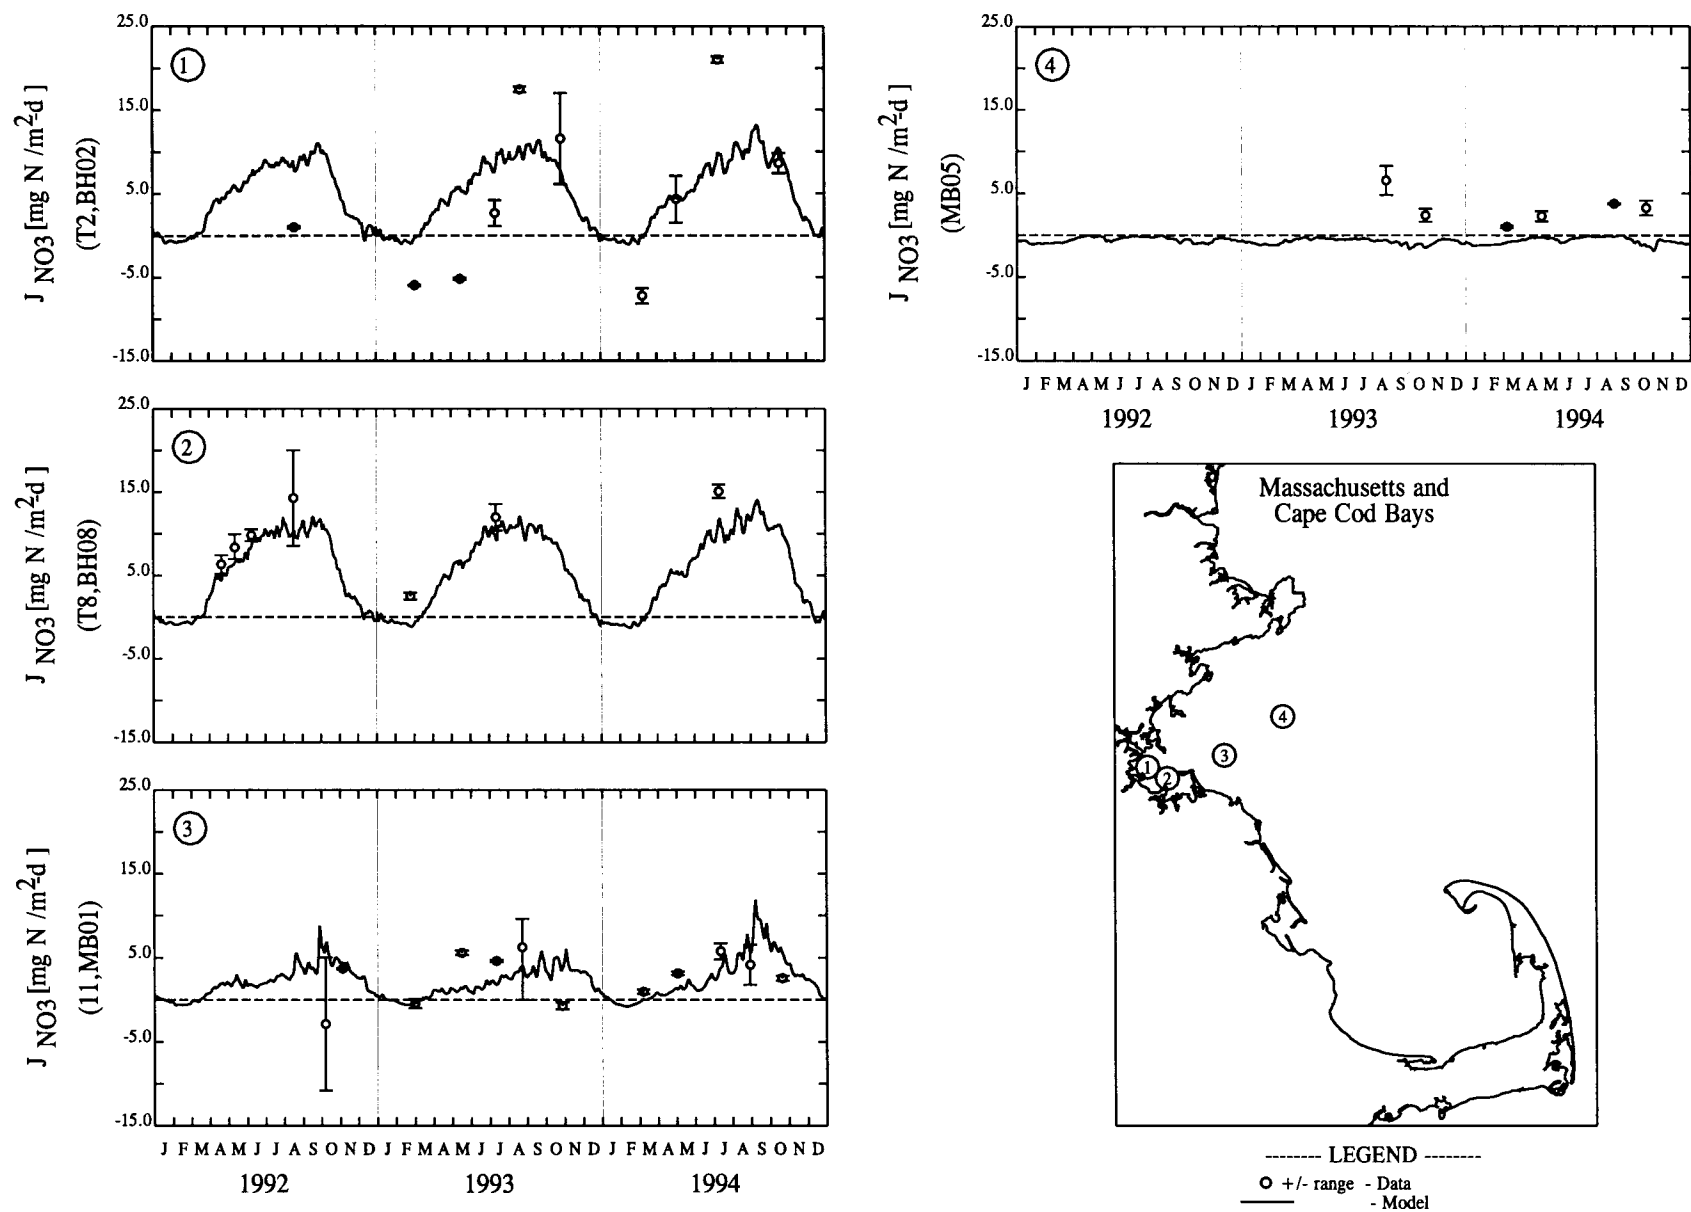 25.0
15.0
5.0
-5.0
-15.0
J NO3 [mg N /m2-d ]
(T2,BH02)
1
25.0
15.0
5.0
-5.0
-15.0
J NO3 [mg N /m2-d ]
(T8,BH08)
2
25.0
15.0
5.0
-5.0
-15.0
J NO3 [mg N /m2-d ]
(11,MB01)
3
J F M A M J J A S O N D J F M A M J J A S O N D J F M A M J J A S O N D
1992 1993 1994
25.0
15.0
5.0
-5.0
-15.0
J NO3 [mg N /m2-d ]
(MB05)
4
J F M A M J J A S O N D J F M A M J J A S O N D J F M A M J J A S O N D
1992 1993 1994
Massachusetts and
Cape Cod Bays
4
3
1
2
-------- LEGEND --------
+/- range - Data
- Model